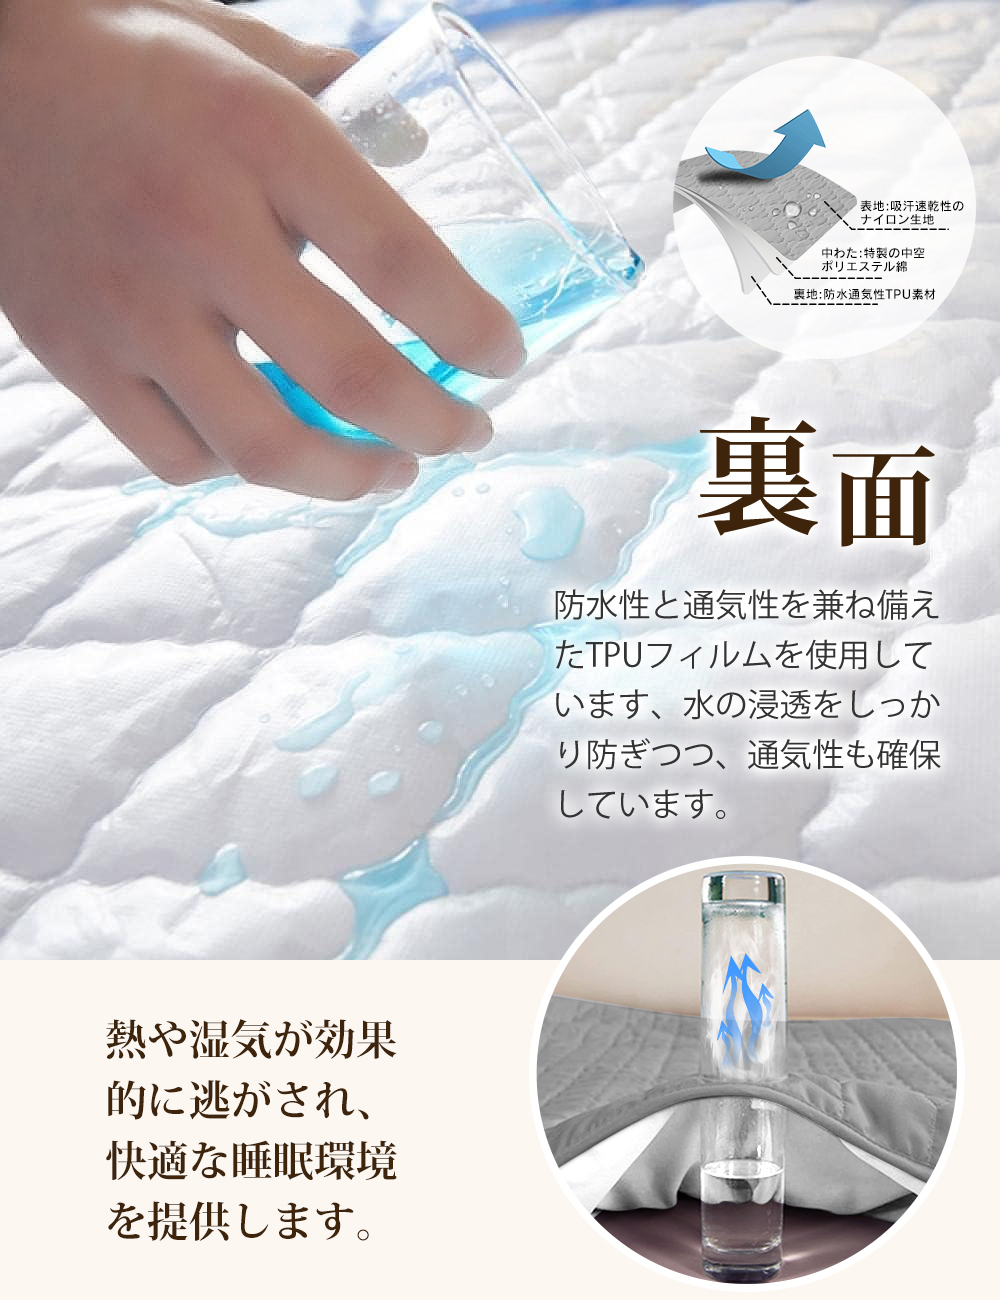 表地:吸汗速乾性の
ナイロン生地
中わた:特製の中空
ポリエステル綿
裏地:防水通気性TPU素材
裏面
防水性と通気性を兼ね備え
たTPUフィルムを使用して
います、水の浸透をしっか
り防ぎつつ、通気性も確保
しています。
熱や湿気が効果
的に逃がされ、
快適な睡眠環境
を提供します。